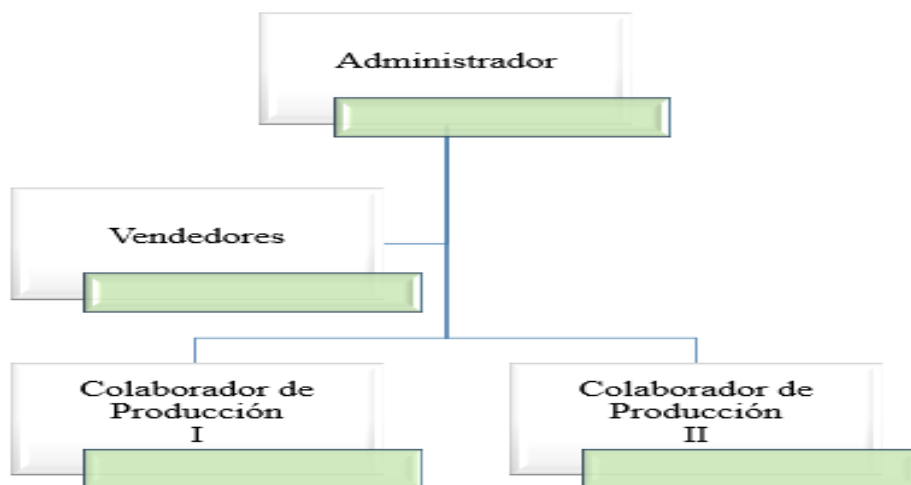 Administrador
Vendedores
Colaborador de
Producción
I
Colaborador de
Producción
II